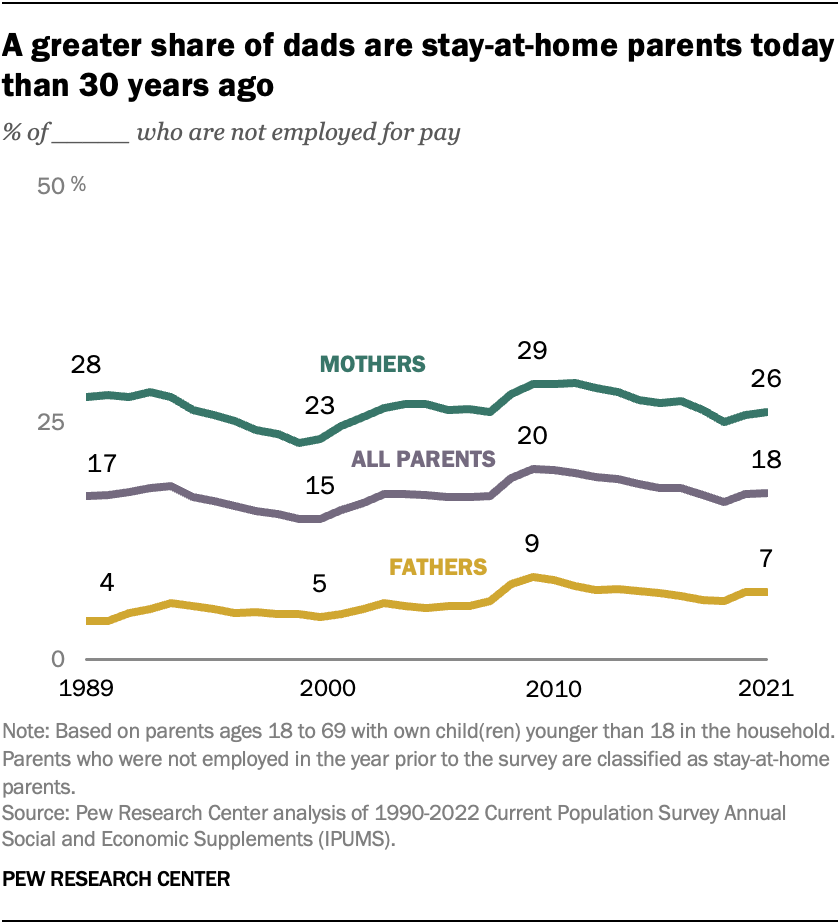 A greater share of dads are stay-at-home parents today
than 30 years ago
% of ______ who are not employed for pay
50 %
29
28
MOTHERS
26
23
25
20
17
ALL PARENTS
18
15
9
FATHERS
7
4
5
0
1989
2000
2010
2021
Note: Based on parents ages 18 to 69 with own child(ren) younger than 18 in the household.
Parents who were not employed in the year prior to the survey are classified as stay-at-home
parents.
Source: Pew Research Center analysis of 1990-2022 Current Population Survey Annual
Social and Economic Supplements (IPUMS).
PEW RESEARCH CENTER